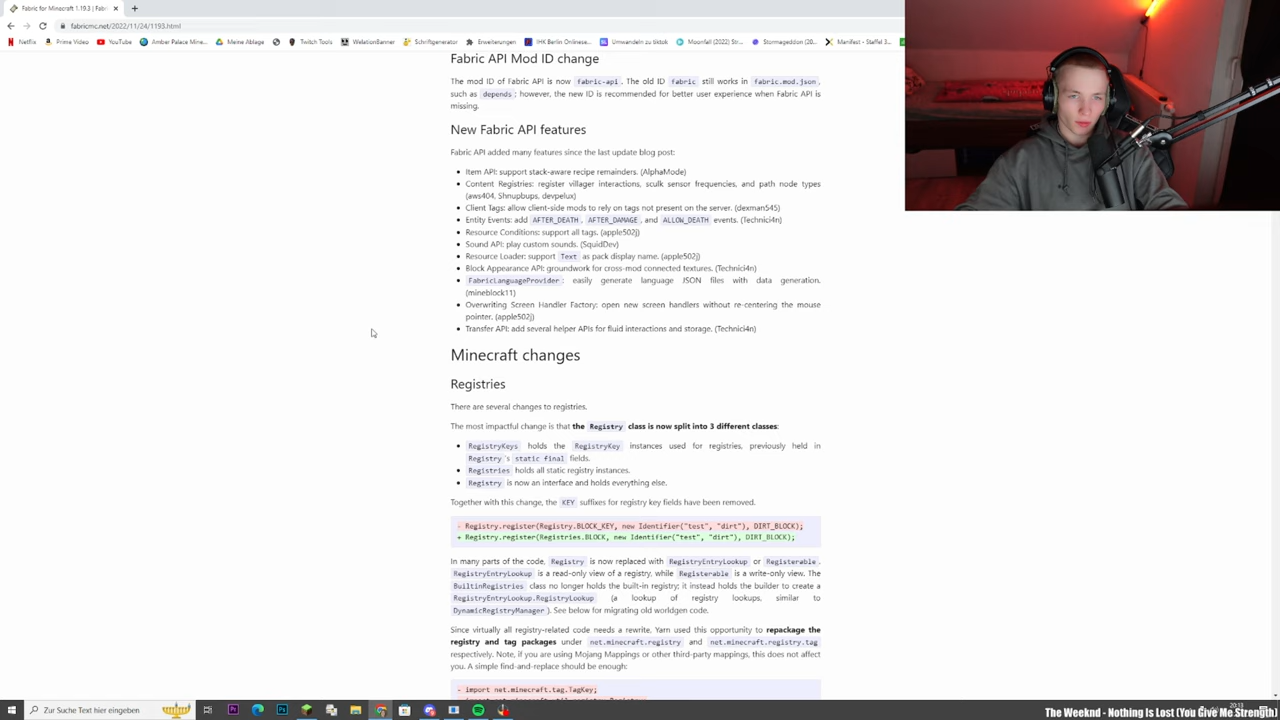 Fabric for Minecraft 1.19.3 | Fabri
fabricmc.net/2022/11/24/1193.html
Netflix Prime Video YouTube Amber Palace Mine... Meine Ablage Twitch Tools WelationBanner Schriftgenerator Erweiterungen IHK Berlin Onlinese... Umwandeln zu tiktok Moonfall (2022) Str... Stormageddon (20... Manifest - Staffel 3...
Fabric API Mod ID change
The mod ID of Fabric API is now fabric-api. The old ID fabric still works in fabric.mod.json,
such as depends; however, the new ID is recommended for better user experience when Fabric API is
missing.
New Fabric API features
Fabric API added many features since the last update blog post:
• Item API: support stack-aware recipe remainders. (AlphaMode)
• Content Registries: register villager interactions, sculk sensor frequencies, and path node types
(aws404, Shnupbups, devpelux)
• Client Tags: allow client-side mods to rely on tags not present on the server. (dexman545)
• Entity Events: add AFTER_DEATH, AFTER_DAMAGE, and ALLOW_DEATH events. (Technici4n)
• Resource Conditions: support all tags. (apple502j)
• Sound API: play custom sounds. (SquidDev)
• Resource Loader: support Text as pack display name. (apple502j)
• Block Appearance API: groundwork for cross-mod connected textures. (Technici4n)
• FabricLanguageProvider: easily generate language JSON files with data generation.
(mineblock11)
• Overwriting Screen Handler Factory: open new screen handlers without re-centering the mouse
pointer. (apple502j)
• Transfer API: add several helper APIs for fluid interactions and storage. (Technici4n)
Minecraft changes
Registries
There are several changes to registries.
The most impactful change is that the Registry class is now split into 3 different classes:
• RegistryKeys holds the RegistryKey instances used for registries, previously held in
Registry's static final fields.
• Registries holds all static registry instances.
• Registry is now an interface and holds everything else.
Together with this change, the KEY suffixes for registry key fields have been removed.
- Registry.register(Registry.BLOCK_KEY, new Identifier("test", "dirt"), DIRT_BLOCK);
+ Registry.register(Registries.BLOCK, new Identifier("test", "dirt"), DIRT_BLOCK);
In many parts of the code, Registry is now replaced with RegistryEntryLookup or Registerable.
RegistryEntryLookup is a read-only view of a registry, while Registerable is a write-only view. The
BuiltinRegistries class no longer holds the built-in registry; it instead holds the builder to create a
RegistryEntryLookup.RegistryLookup (a lookup of registry lookups, similar to
DynamicRegistryManager). See below for migrating old worldgen code.
Since virtually all registry-related code needs a rewrite, Yarn used this opportunity to repackage the
registry and tag packages under net.minecraft.registry and net.minecraft.registry.tag
respectively. Note, if you are using Mojang Mappings or other third-party mappings, this does not affect
you. A simple find-and-replace should be enough:
- import net.minecraft.tag.TagKey;
Zur Suche Text hier eingeben
20:13
The Weeknd - Nothing Is Lost [You Give Me Strength]